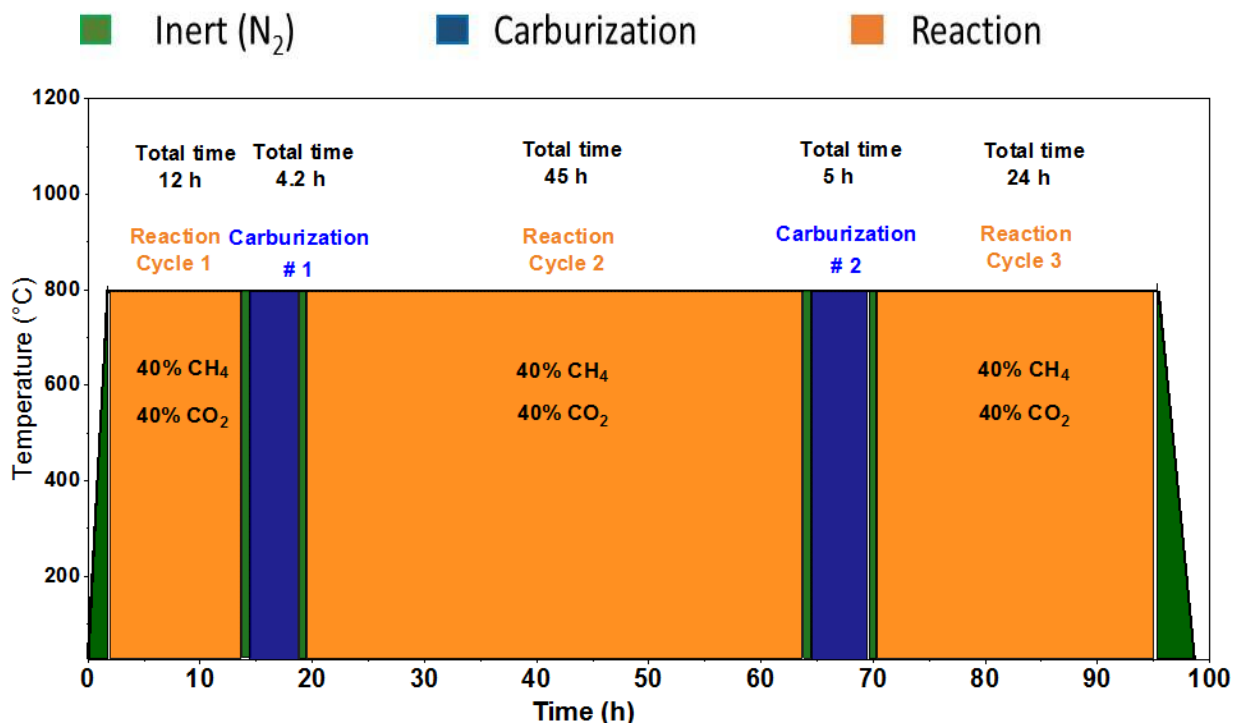 Inert (N₂)
Carburization
Reaction
1200
1000
800
600
400
200
Temperature (°C)
Total time
12 h
Total time
4.2 h
Total time
45 h
Total time
5 h
Total time
24 h
Reaction
Cycle 1
Carburization
# 1
Reaction
Cycle 2
Carburization
# 2
Reaction
Cycle 3
40% CH₄
40% CO₂
40% CH₄
40% CO₂
40% CH₄
40% CO₂
0 10 20 30 40 50 60 70 80 90 100
Time (h)